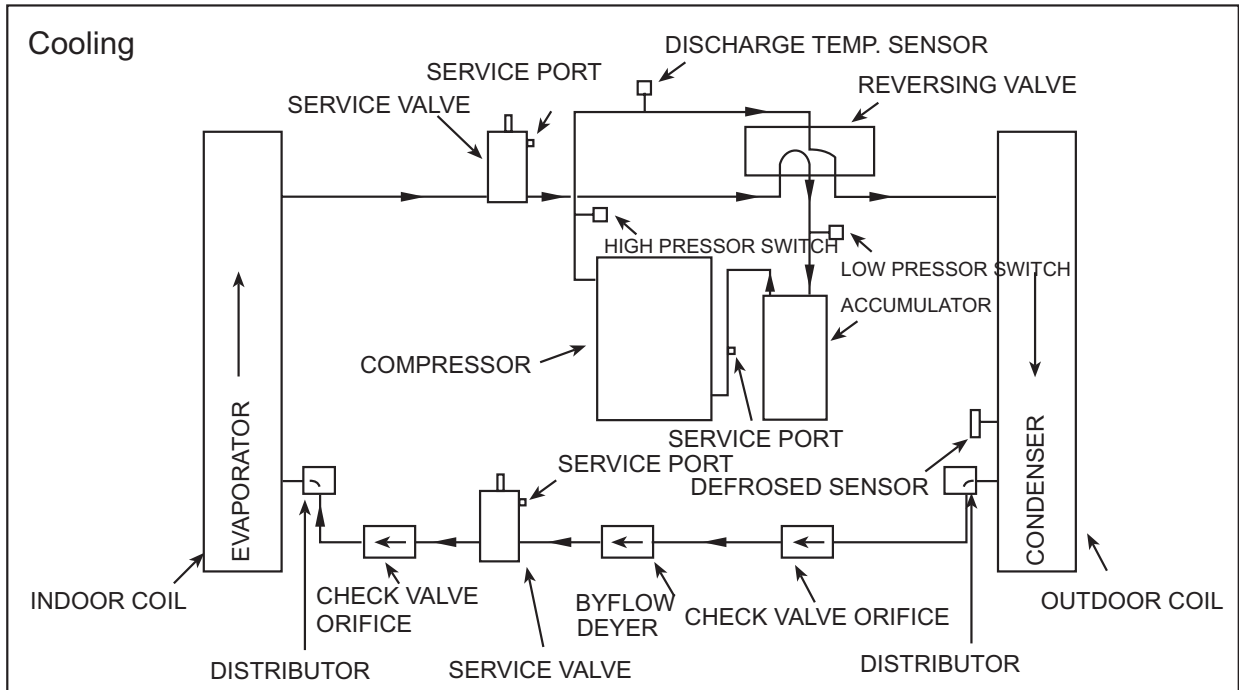 Cooling
DISCHARGE TEMP. SENSOR
SERVICE PORT
REVERSING VALVE
SERVICE VALVE
HIGH PRESSOR SWITCH
LOW PRESSOR SWITCH
ACCUMULATOR
COMPRESSOR
EVAPORATOR
CONDENSER
SERVICE PORT
SERVICE PORT
DEFROSED SENSOR
INDOOR COIL
CHECK VALVE
ORIFICE
BYFLOW
DEYER
CHECK VALVE ORIFICE
OUTDOOR COIL
DISTRIBUTOR
SERVICE VALVE
DISTRIBUTOR